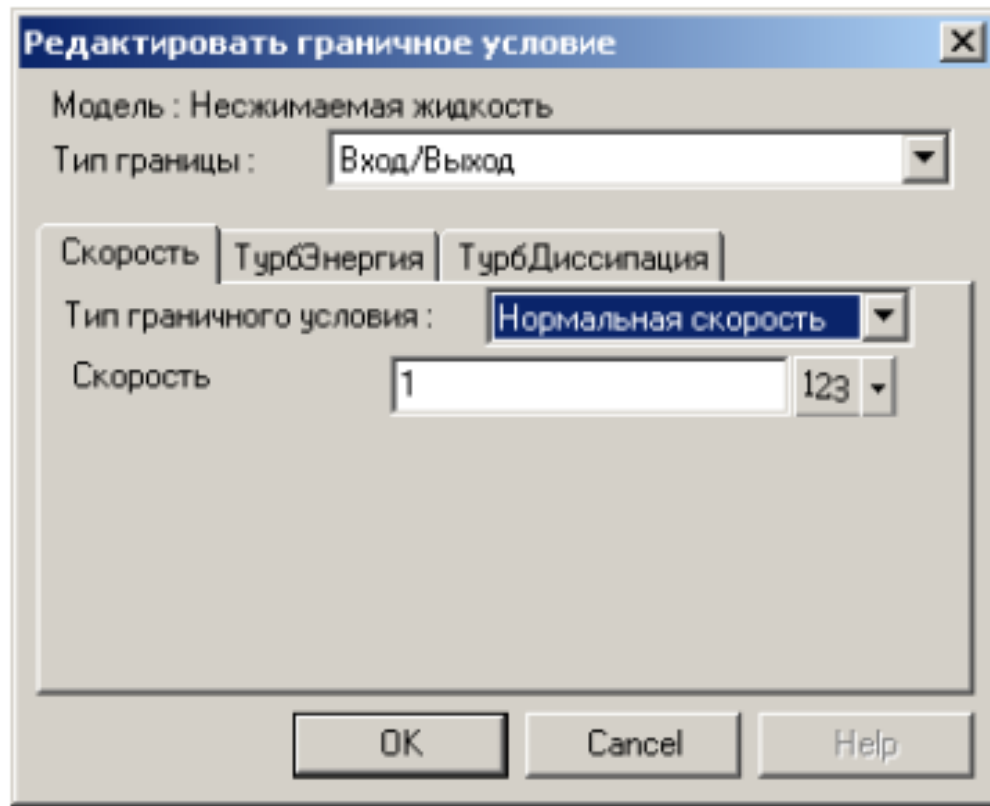 Редактировать граничное условие
Модель : Несжимаемая жидкость
Тип границы : Вход/Выход
Скорость ТурбЭнергия ТурбДиссипация
Тип граничного условия : Нормальная скорость
Скорость 1 123
OK Cancel Help